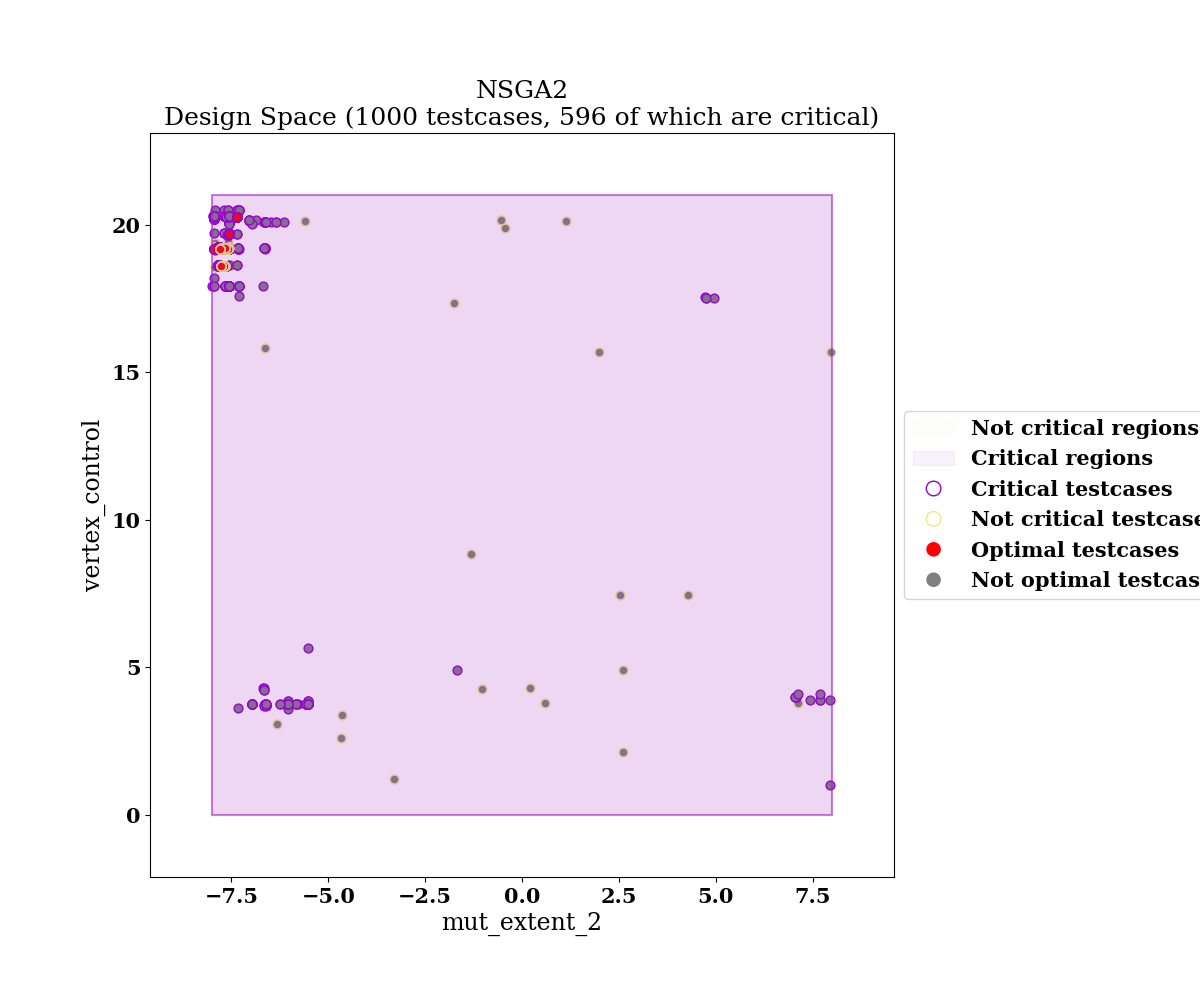 NSGA2
Design Space (1000 testcases, 596 of which are critical)
20
15
10
5
0
vertex_control
−7.5 −5.0 −2.5 0.0 2.5 5.0 7.5
mut_extent_2
Not critical regions
Critical regions
Critical testcases
Not critical testcase
Optimal testcases
Not optimal testcas